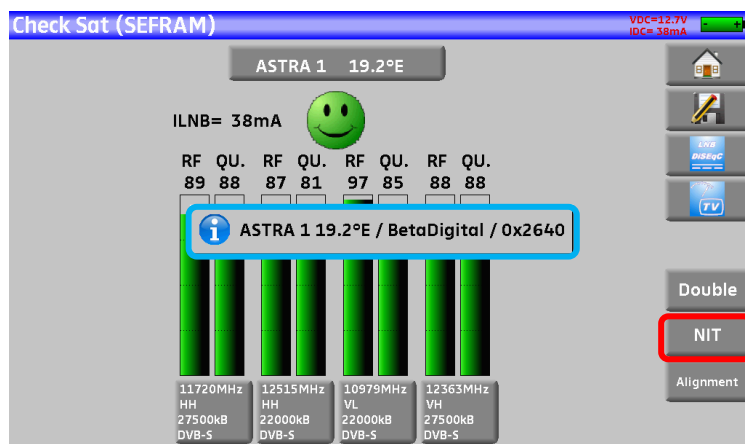 Check Sat (SEFRAM)
VDC=12.7V
IDC= 38mA
- +
ASTRA 1 19.2°E
ILNB= 38mA
RF QU. RF QU. RF QU. RF QU.
89 88 87 81 97 85 88 88
ASTRA 1 19.2°E / BetaDigital / 0x2640
LNB
DiSEqC
TV
Double
NIT
Alignment
11720MHz
HH
27500kB
DVB-S
12515MHz
HH
22000kB
DVB-S
10979MHz
VL
22000kB
DVB-S
12363MHz
VH
27500kB
DVB-S